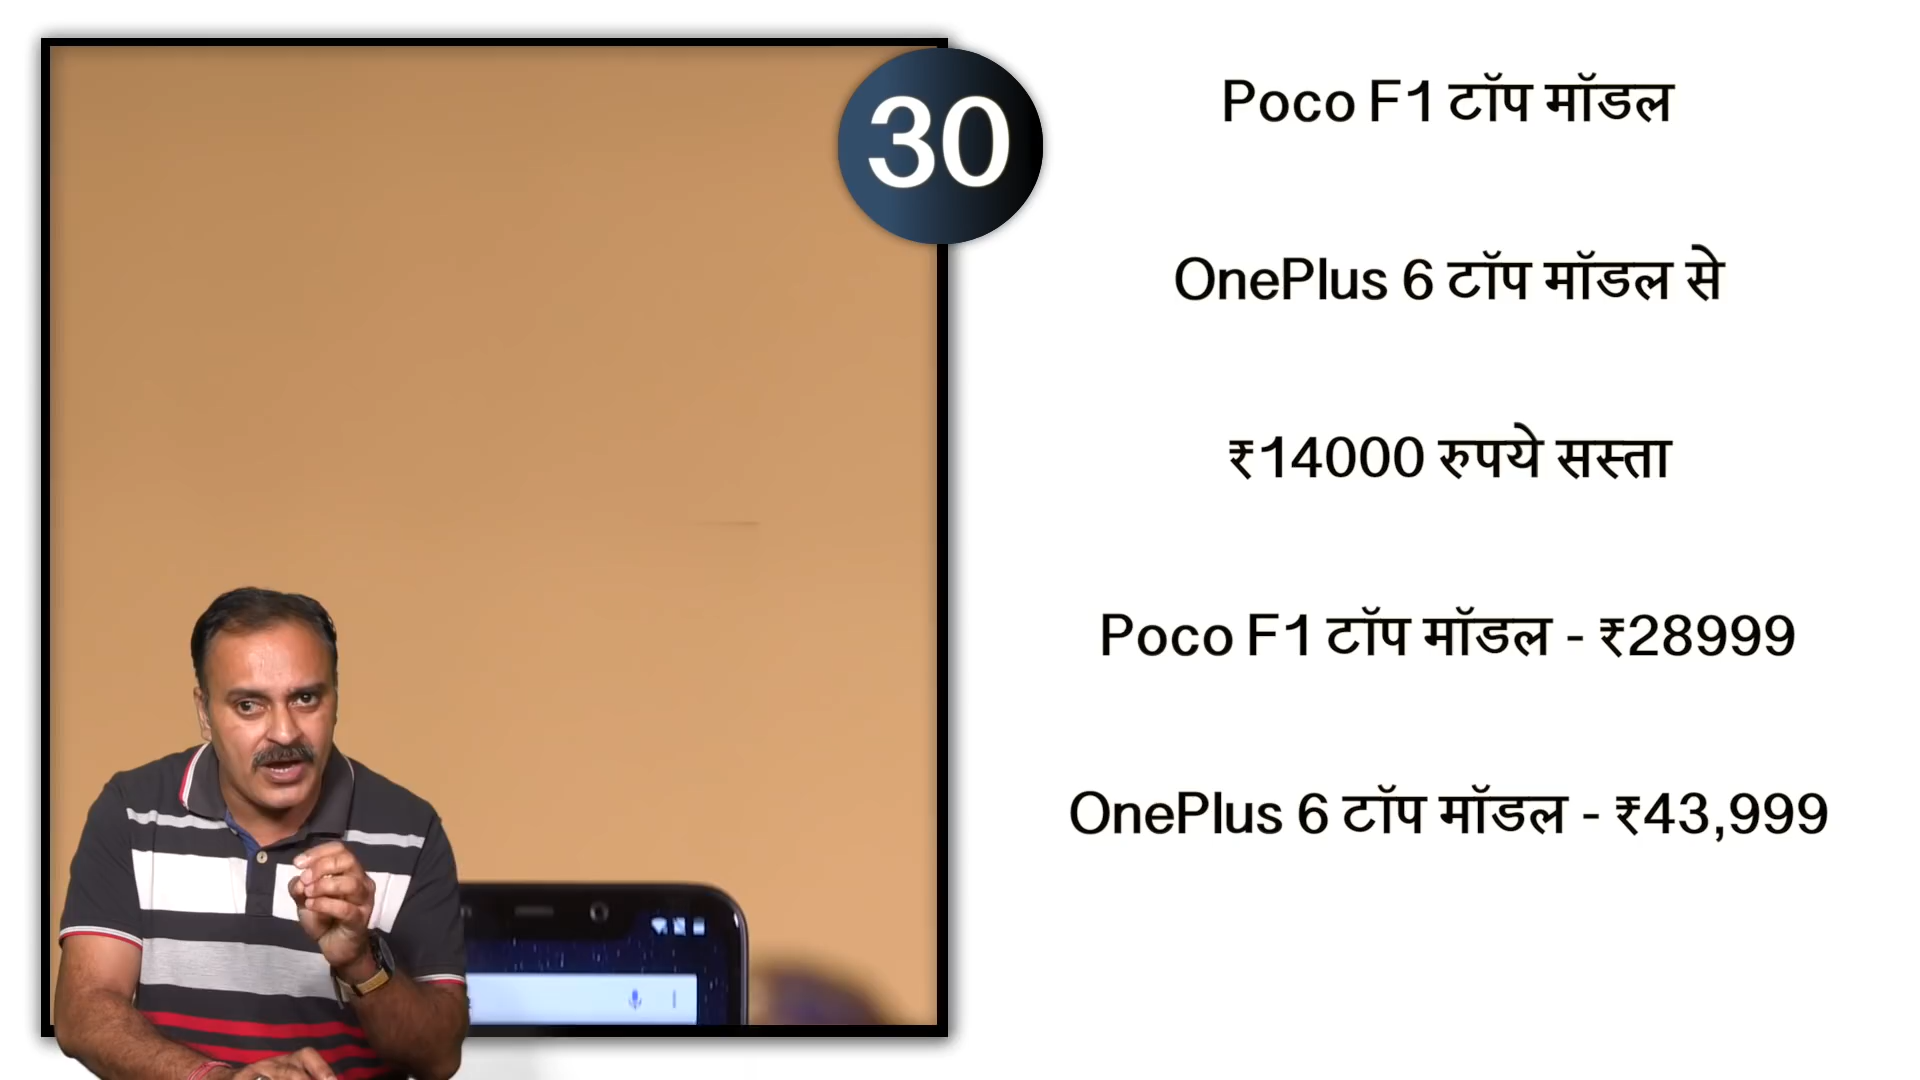 30
Poco F1 टॉप मॉडल
OnePlus 6 टॉप मॉडल से
₹14000 रुपये सस्ता
Poco F1 टॉप मॉडल - ₹28999
OnePlus 6 टॉप मॉडल - ₹43,999